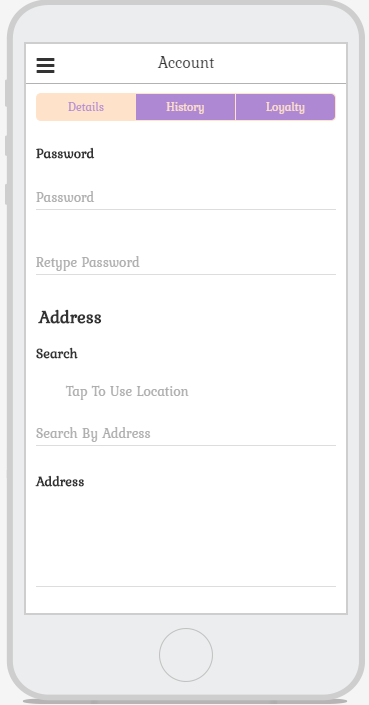 Account
Details History Loyalty
Password
Password
Retype Password
Address
Search
Tap To Use Location
Search By Address
Address